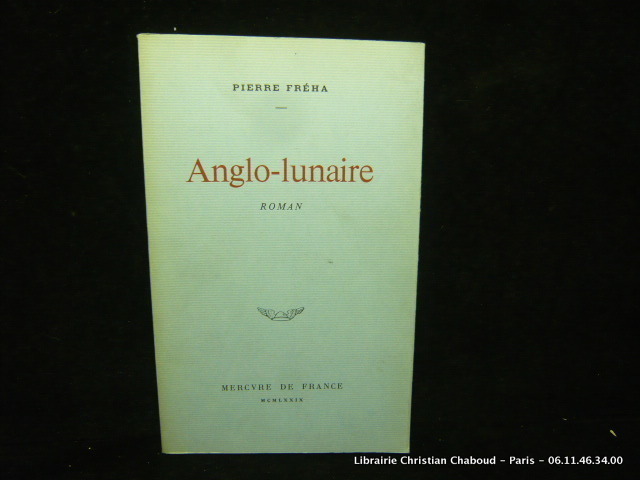 PIERRE FRÉHA
Anglo-lunaire
ROMAN
MERCVRE DE FRANCE
MCMLXXIX
Librairie Christian Chaboud - Paris - 06.11.46.34.00